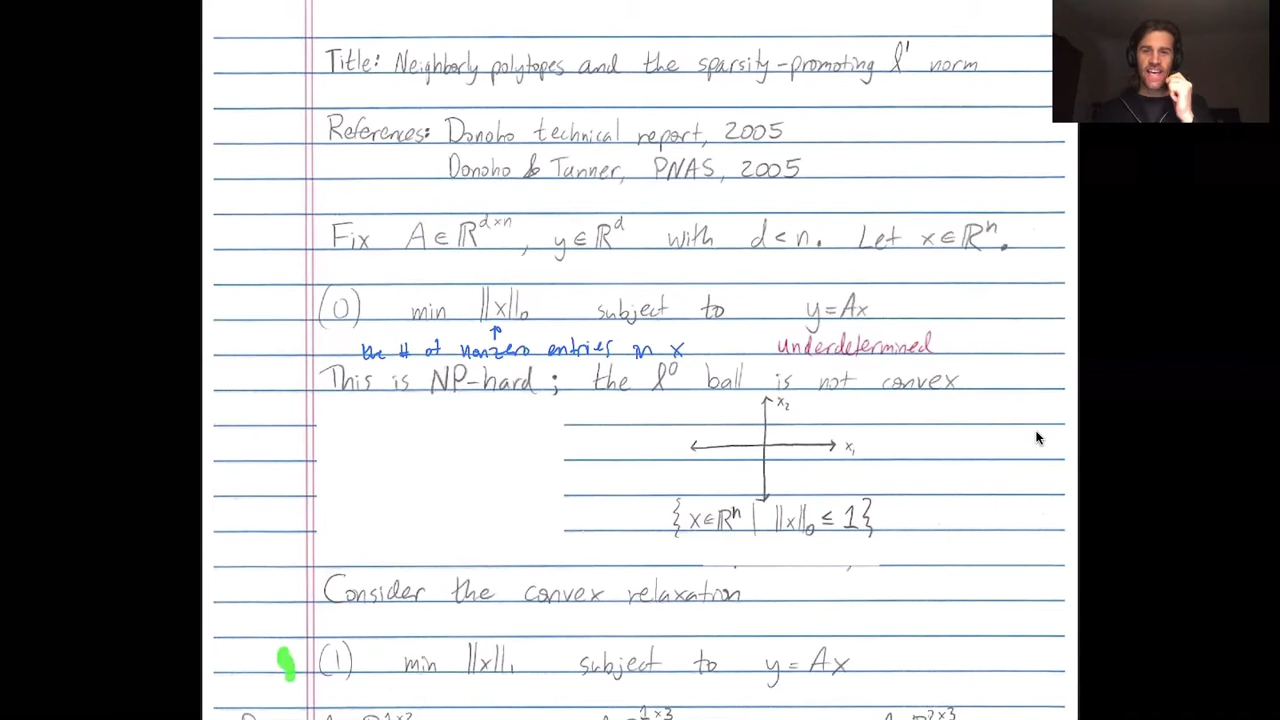 Title: Neighborly polytopes and the sparsity-promoting ℓ¹ norm
References: Donoho technical report, 2005
Donoho & Tanner, PNAS, 2005
Fix A∈ℝ^{d×n}, y∈ℝ^d with d<n. Let x∈ℝⁿ.
(0) min ||x||₀ subject to y=Ax
↑
the # of nonzero entries in x underdetermined
This is NP-hard; the ℓ⁰ ball is not convex
x₂
x₁
{x∈ℝⁿ | ||x||₀ ≤ 1}
Consider the convex relaxation
(1) min ||x||₁ subject to y = Ax